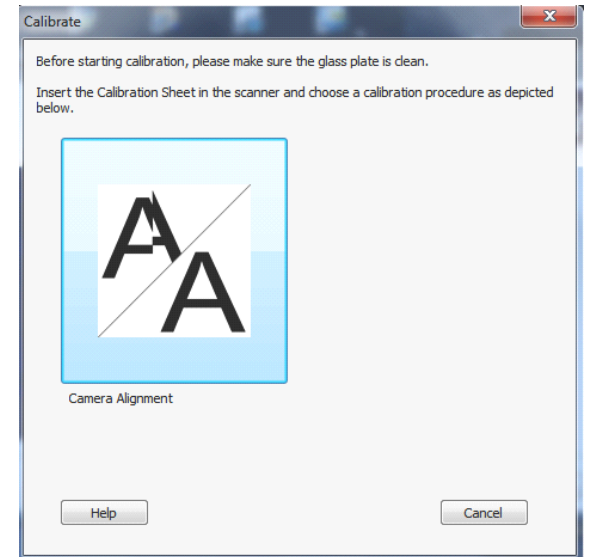 Calibrate
Before starting calibration, please make sure the glass plate is clean.
Insert the Calibration Sheet in the scanner and choose a calibration procedure as depicted
below.
A A
Camera Alignment
Help
Cancel